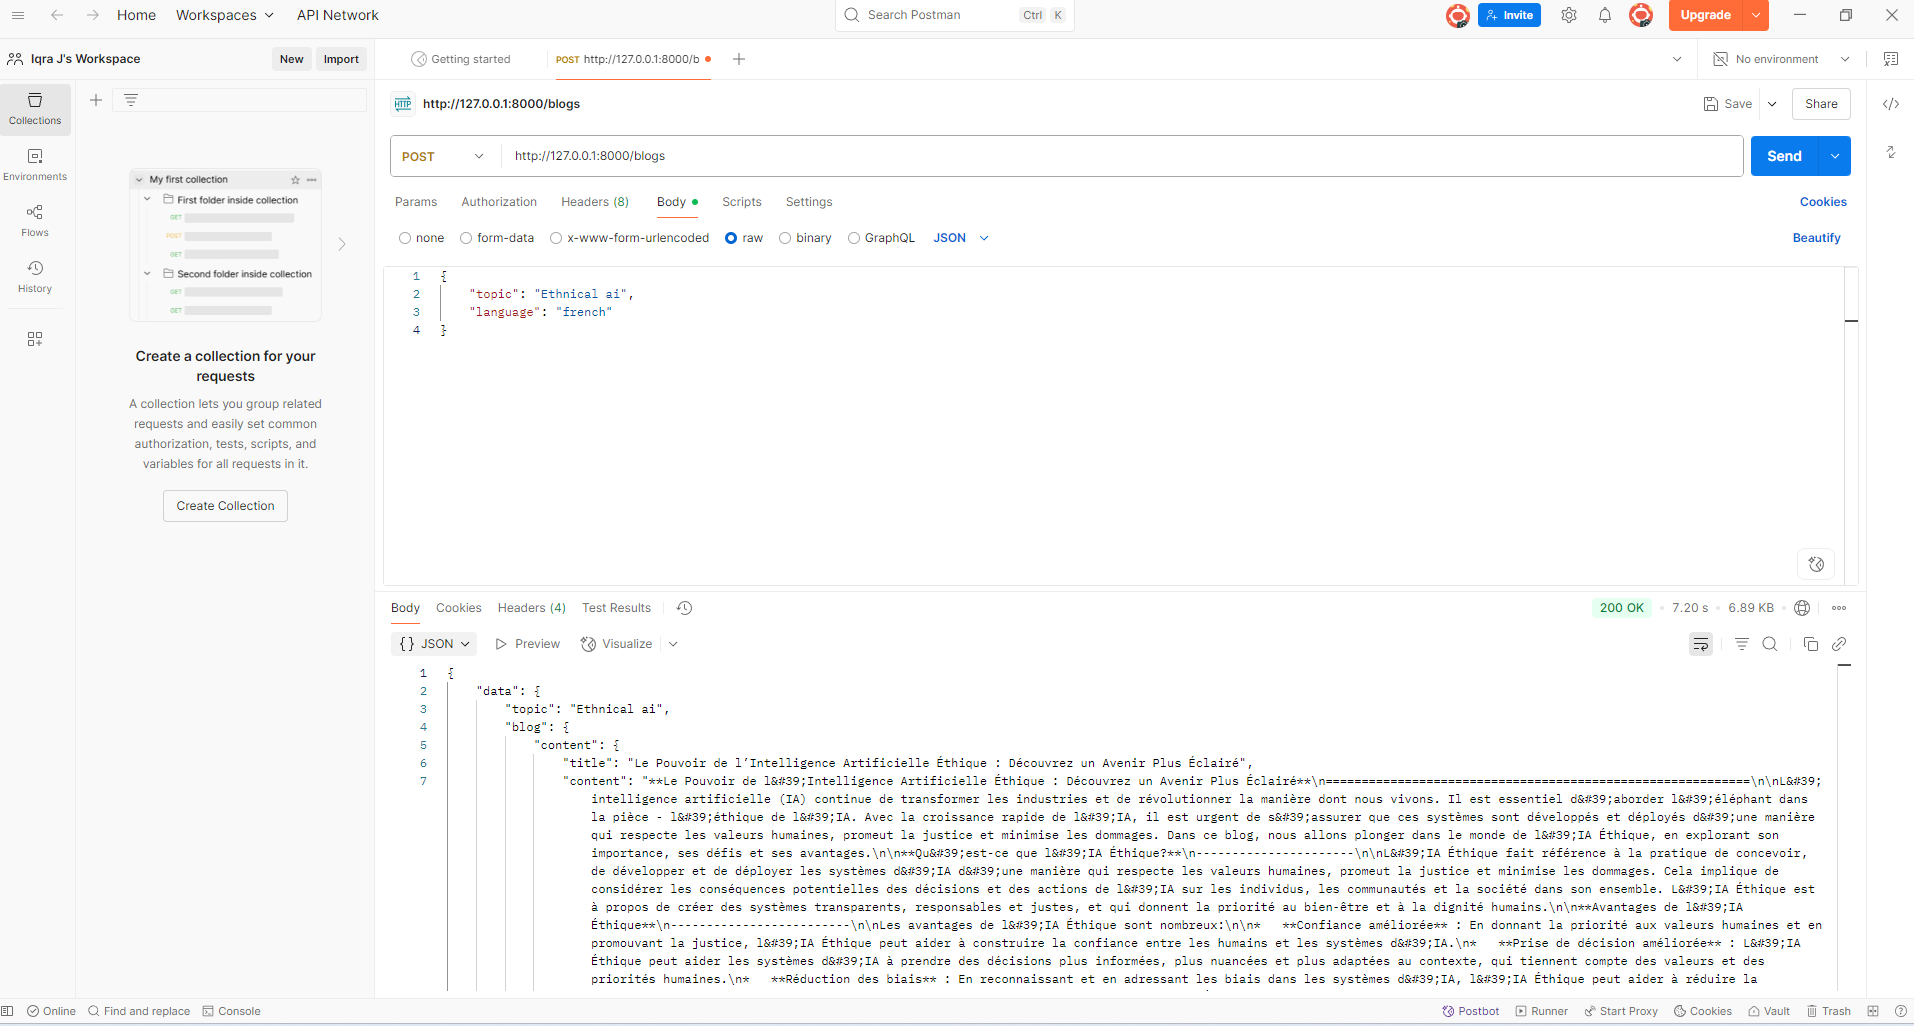 Home Workspaces API Network Search Postman Ctrl K Invite Upgrade
Iqra J's Workspace New Import Getting started POST http://127.0.0.1:8000/b No environment
Collections
Environments
Flows
History
My first collection
First folder inside collection
GET
POST
GET
Second folder inside collection
GET
GET
Create a collection for your
requests
A collection lets you group related
requests and easily set common
authorization, tests, scripts, and
variables for all requests in it.
Create Collection
HTTP http://127.0.0.1:8000/blogs Save Share
POST http://127.0.0.1:8000/blogs Send
Params Authorization Headers (8) Body Scripts Settings Cookies
none form-data x-www-form-urlencoded raw binary GraphQL JSON Beautify
1 {
2 "topic": "Ethnical ai",
3 "language": "french"
4 }
Body Cookies Headers (4) Test Results 200 OK 7.20 s 6.89 KB
{} JSON Preview Visualize
1 {
2 "data": {
3 "topic": "Ethnical ai",
4 "blog": {
5 "content": {
6 "title": "Le Pouvoir de l’Intelligence Artificielle Éthique : Découvrez un Avenir Plus Éclairé",
7 "content": "**Le Pouvoir de l&#39;Intelligence Artificielle Éthique : Découvrez un Avenir Plus Éclairé**\n===========================================================\n\nL&#39;
intelligence artificielle (IA) continue de transformer les industries et de révolutionner la manière dont nous vivons. Il est essentiel d&#39;aborder l&#39;éléphant dans
la pièce - l&#39;éthique de l&#39;IA. Avec la croissance rapide de l&#39;IA, il est urgent de s&#39;assurer que ces systèmes sont développés et déployés d&#39;une manière
qui respecte les valeurs humaines, promeut la justice et minimise les dommages. Dans ce blog, nous allons plonger dans le monde de l&#39;IA Éthique, en explorant son
importance, ses défis et ses avantages.\n\n**Qu&#39;est-ce que l&#39;IA Éthique?**\n----------------------\n\nL&#39;IA Éthique fait référence à la pratique de concevoir,
de développer et de déployer les systèmes d&#39;IA d&#39;une manière qui respecte les valeurs humaines, promeut la justice et minimise les dommages. Cela implique de
considérer les conséquences potentielles des décisions et des actions de l&#39;IA sur les individus, les communautés et la société dans son ensemble. L&#39;IA Éthique est
à propos de créer des systèmes transparents, responsables et justes, et qui donnent la priorité au bien-être et à la dignité humains.\n\n**Avantages de l&#39;IA
Éthique**\n-------------------------\n\nLes avantages de l&#39;IA Éthique sont nombreux:\n\n*   **Confiance améliorée** : En donnant la priorité aux valeurs humaines et en
promouvant la justice, l&#39;IA Éthique peut aider à construire la confiance entre les humains et les systèmes d&#39;IA.\n*   **Prise de décision améliorée** : L&#39;IA
Éthique peut aider les systèmes d&#39;IA à prendre des décisions plus informées, plus nuancées et plus adaptées au contexte, qui tiennent compte des valeurs et des
priorités humaines.\n*   **Réduction des biais** : En reconnaissant et en adressant les biais dans les systèmes d&#39;IA, l&#39;IA Éthique peut aider à réduire la
Online Find and replace Console Postbot Runner Start Proxy Cookies Vault Trash